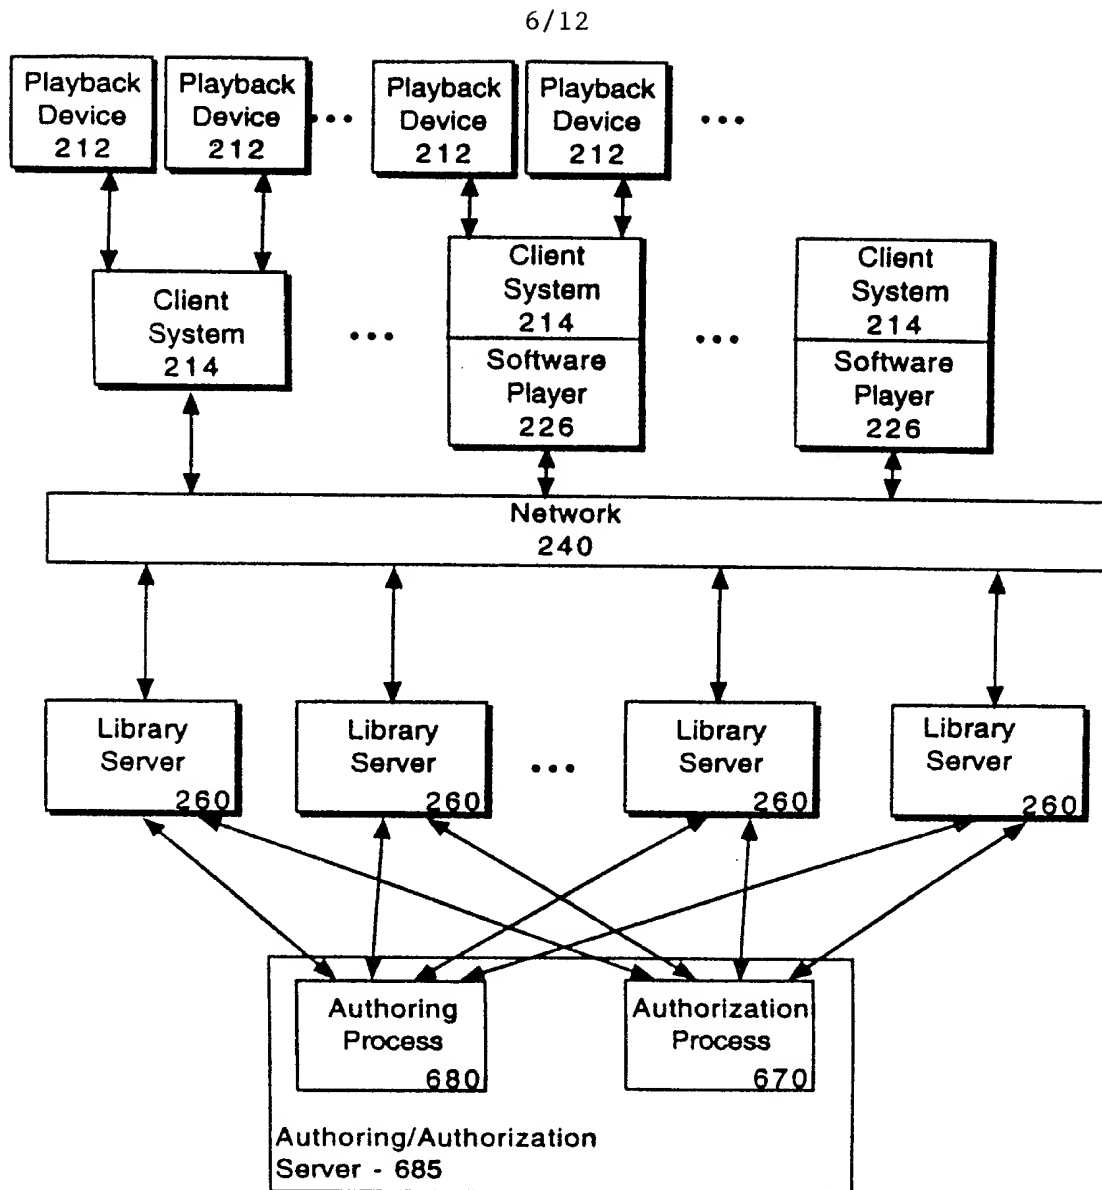 6/12
Playback
Device
212
Playback
Device
212
Playback
Device
212
Playback
Device
212
Client
System
214
Client
System
214
Software
Player
226
Client
System
214
Software
Player
226
Network
240
Library
Server
260
Library
Server
260
Library
Server
260
Library
Server
260
Authoring
Process
680
Authorization
Process
670
Authoring/Authorization
Server - 685